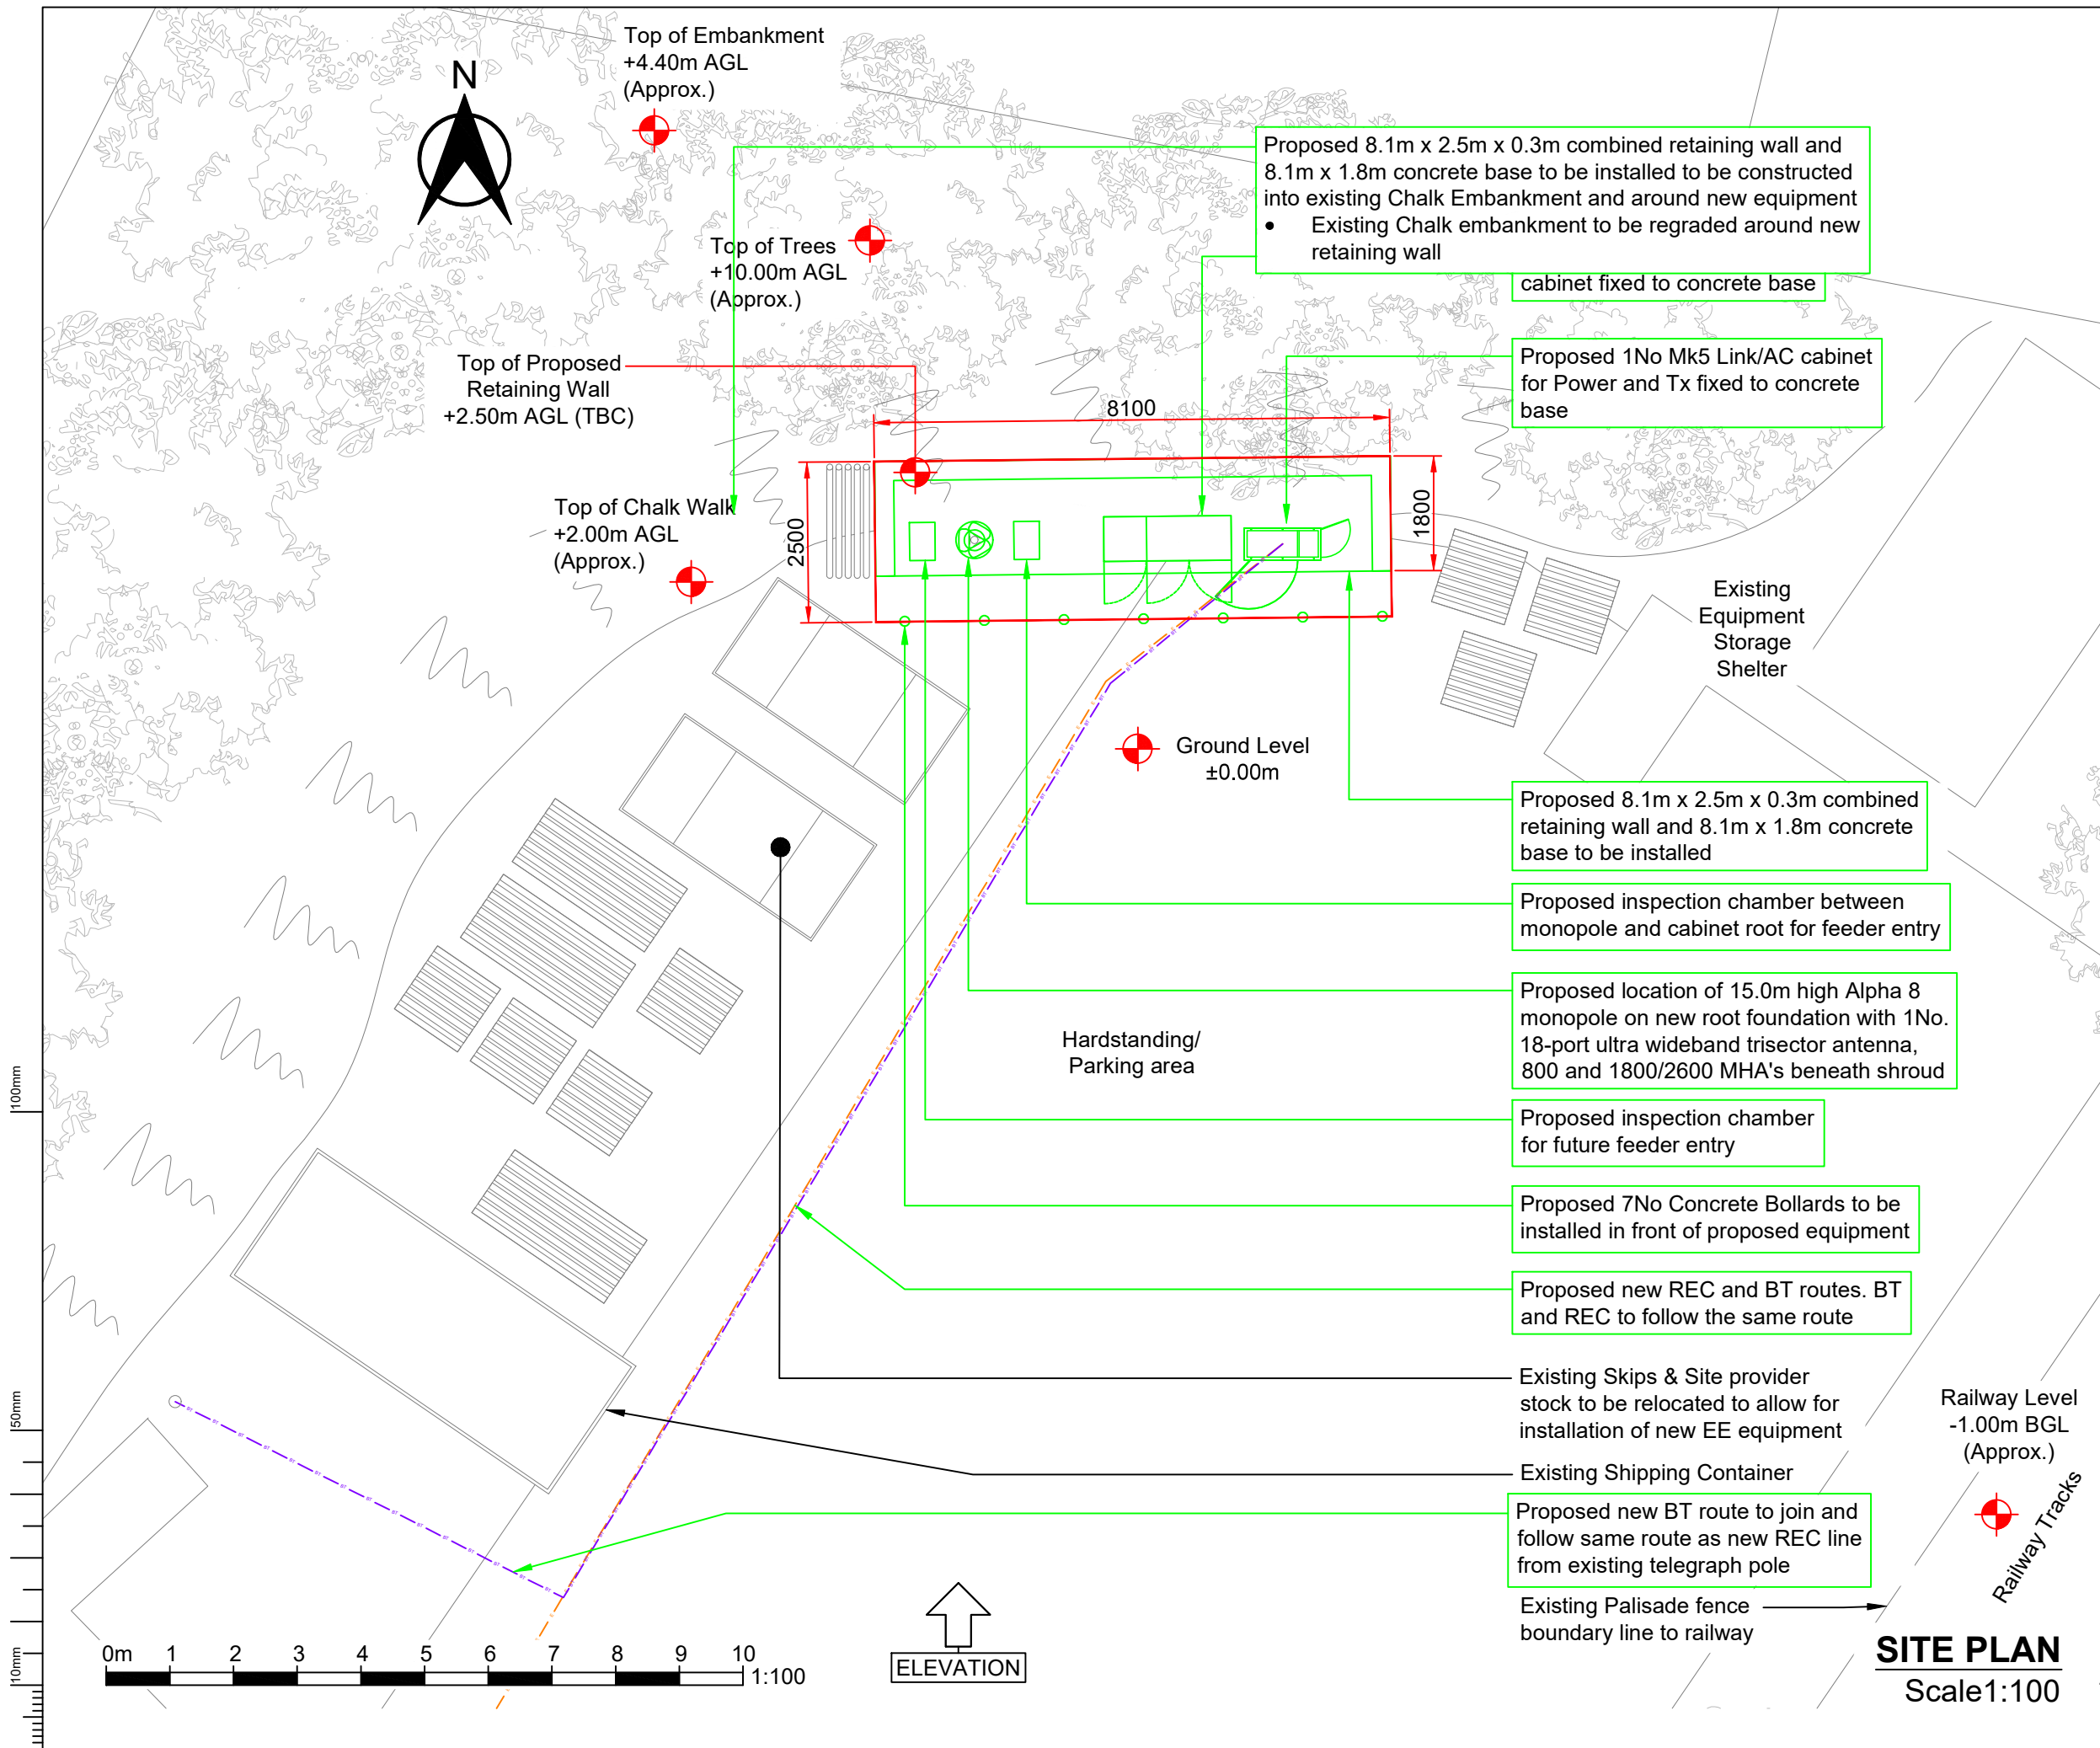 Top of Embankment
+4.40m AGL
(Approx.)
N
Proposed 8.1m x 2.5m x 0.3m combined retaining wall and
8.1m x 1.8m concrete base to be installed to be constructed
into existing Chalk Embankment and around new equipment
• Existing Chalk embankment to be regraded around new
retaining wall
cabinet fixed to concrete base
Top of Trees
+10.00m AGL
(Approx.)
Top of Proposed
Retaining Wall
+2.50m AGL (TBC)
Proposed 1No Mk5 Link/AC cabinet
for Power and Tx fixed to concrete
base
8100
2500
1800
Top of Chalk Walk
+2.00m AGL
(Approx.)
Existing
Equipment
Storage
Shelter
Ground Level
±0.00m
Proposed 8.1m x 2.5m x 0.3m combined
retaining wall and 8.1m x 1.8m concrete
base to be installed
Proposed inspection chamber between
monopole and cabinet root for feeder entry
Proposed location of 15.0m high Alpha 8
monopole on new root foundation with 1No.
18-port ultra wideband trisector antenna,
800 and 1800/2600 MHA's beneath shroud
Hardstanding/
Parking area
Proposed inspection chamber
for future feeder entry
Proposed 7No Concrete Bollards to be
installed in front of proposed equipment
Proposed new REC and BT routes. BT
and REC to follow the same route
Existing Skips & Site provider
stock to be relocated to allow for
installation of new EE equipment
Existing Shipping Container
Proposed new BT route to join and
follow same route as new REC line
from existing telegraph pole
Existing Palisade fence
boundary line to railway
Railway Level
-1.00m BGL
(Approx.)
Railway Tracks
100mm
50mm
10mm
0m 1 2 3 4 5 6 7 8 9 10
1:100
ELEVATION
SITE PLAN
Scale1:100